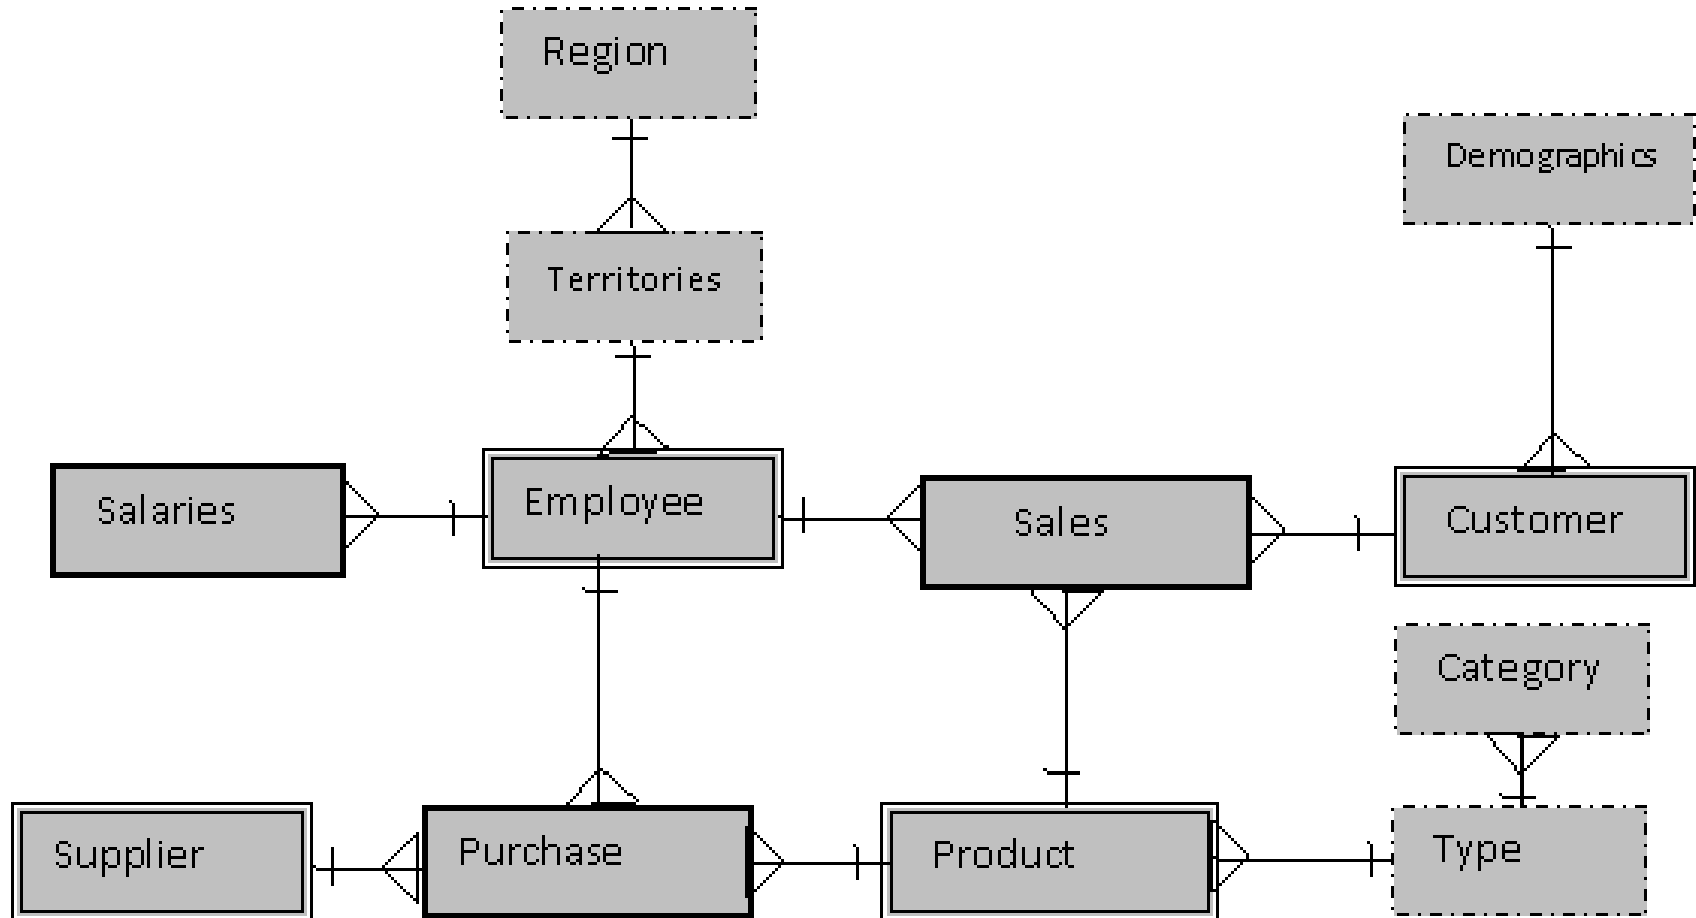 Region
Demographics
Territories
Salaries
Employee
Sales
Customer
Category
Supplier
Purchase
Product
Type